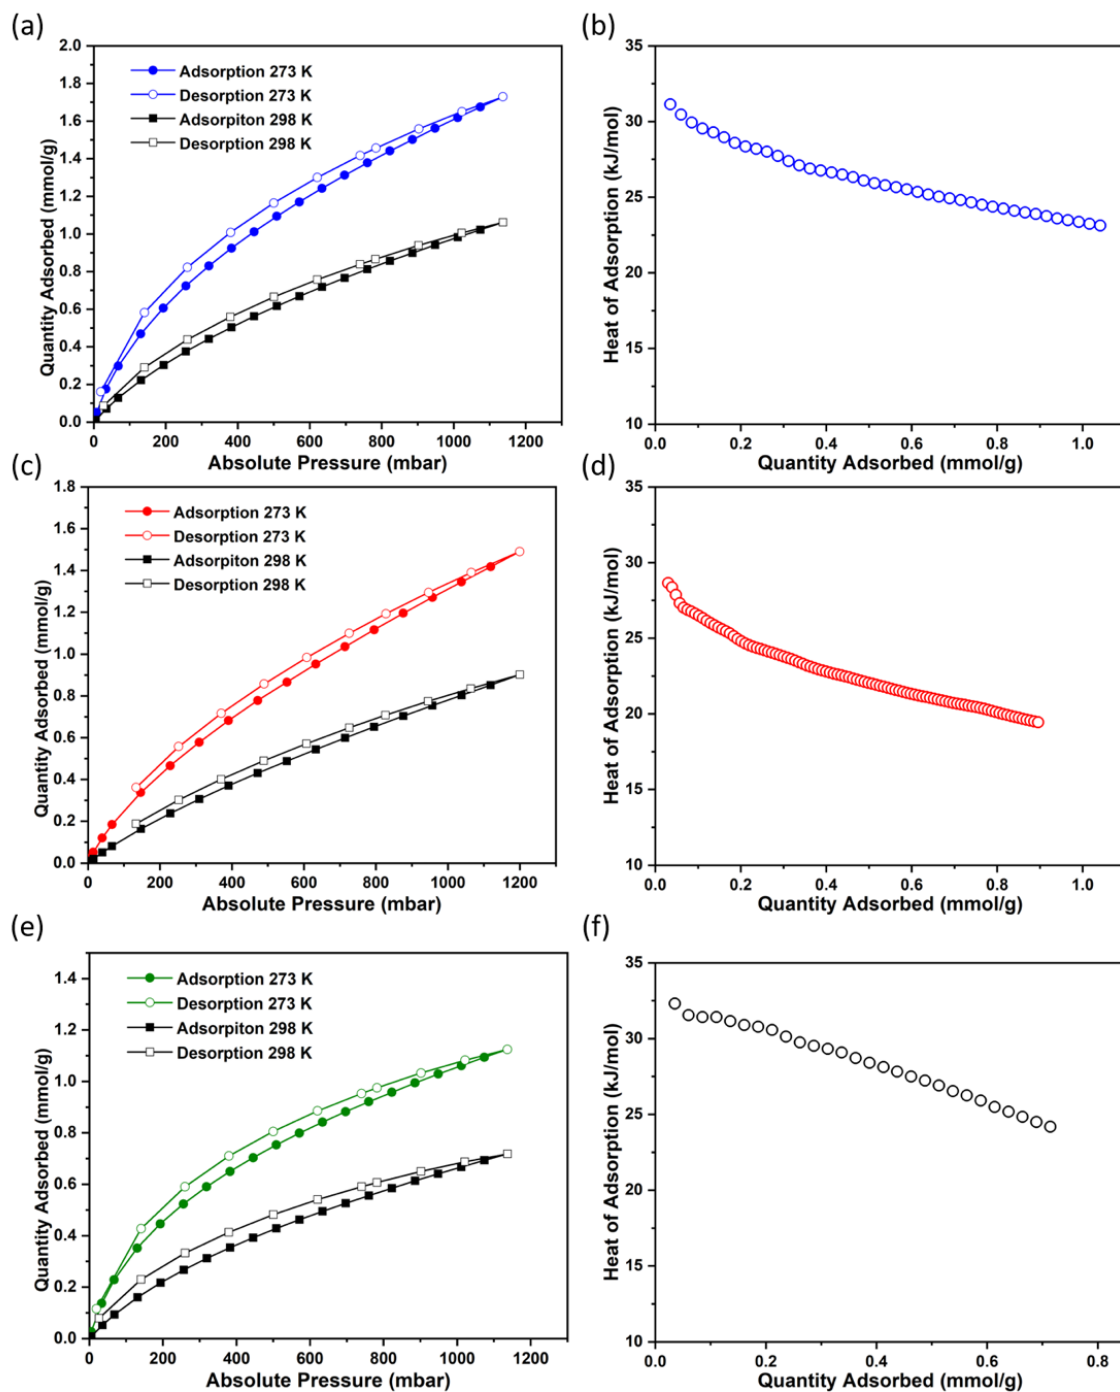 (a)
2.0
1.8
1.6
1.4
1.2
1.0
0.8
0.6
0.4
0.2
0.0
Quantity Adsorbed (mmol/g)
Adsorption 273 K
Desorption 273 K
Adsorpiton 298 K
Desorption 298 K
0 200 400 600 800 1000 1200
Absolute Pressure (mbar)
(b)
35
30
25
20
15
10
Heat of Adsorption (kJ/mol)
0.0 0.2 0.4 0.6 0.8 1.0
Quantity Adsorbed (mmol/g)
(c)
1.8
1.6
1.4
1.2
1.0
0.8
0.6
0.4
0.2
0.0
Quantity Adsorbed (mmol/g)
Adsorption 273 K
Desorption 273 K
Adsorpiton 298 K
Desorption 298 K
0 200 400 600 800 1000 1200
Absolute Pressure (mbar)
(d)
35
30
25
20
15
10
Heat of Adsorption (kJ/mol)
0.0 0.2 0.4 0.6 0.8 1.0
Quantity Adsorbed (mmol/g)
(e)
1.4
1.2
1.0
0.8
0.6
0.4
0.2
0.0
Quantity Adsorbed (mmol/g)
Adsorption 273 K
Desorption 273 K
Adsorpiton 298 K
Desorption 298 K
0 200 400 600 800 1000 1200
Absolute Pressure (mbar)
(f)
35
30
25
20
15
10
Heat of Adsorption (kJ/mol)
0.0 0.2 0.4 0.6 0.8
Quantity Adsorbed (mmol/g)